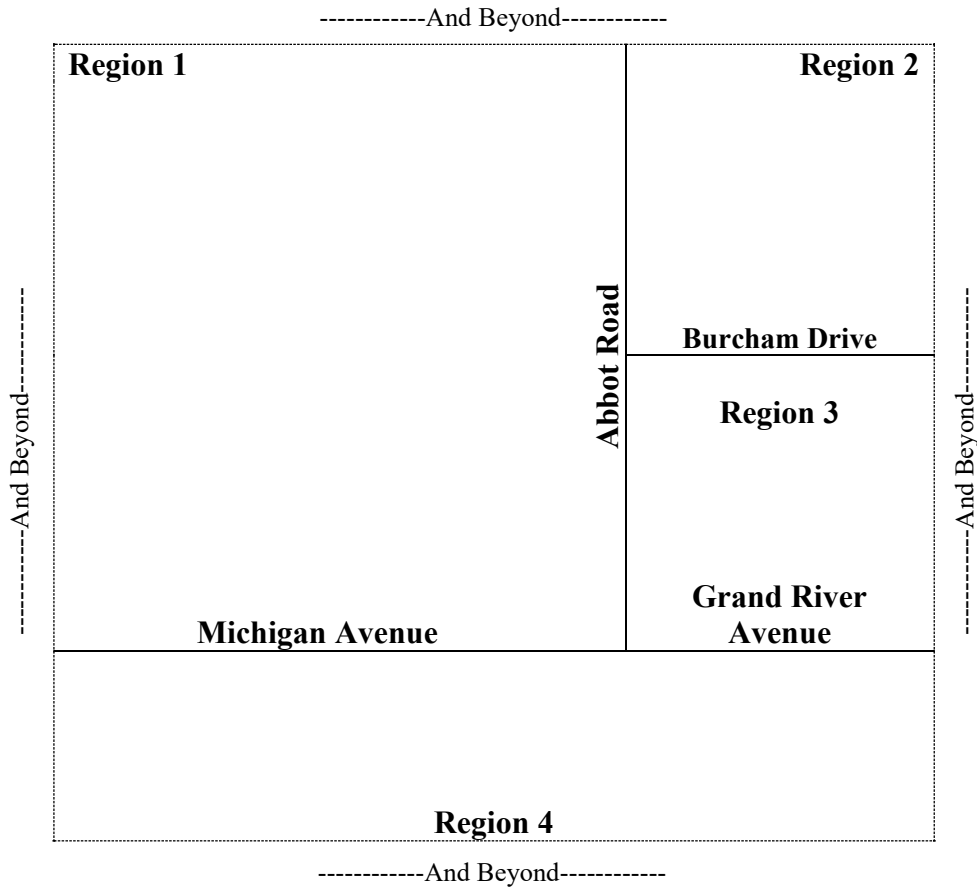 ------------And Beyond------------
Region 1
Region 2
Abbot Road
Burcham Drive
Region 3
------------And Beyond------------
------------And Beyond------------
Grand River
Avenue
Michigan Avenue
Region 4
------------And Beyond------------